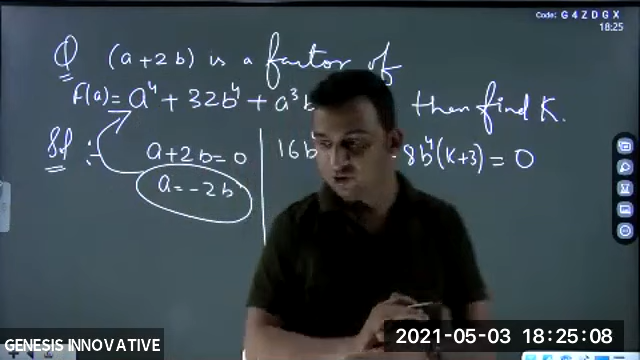 Code: G 4 Z D G X
18:25
Q (a+2b) is a factor of
f(a) = a⁴ + 32b⁴ + a³b then find K.
Sol :- a+2b=0 16b 8b⁴(K+3) = 0
a = -2b
GENESIS INNOVATIVE
2021-05-03 18:25:08